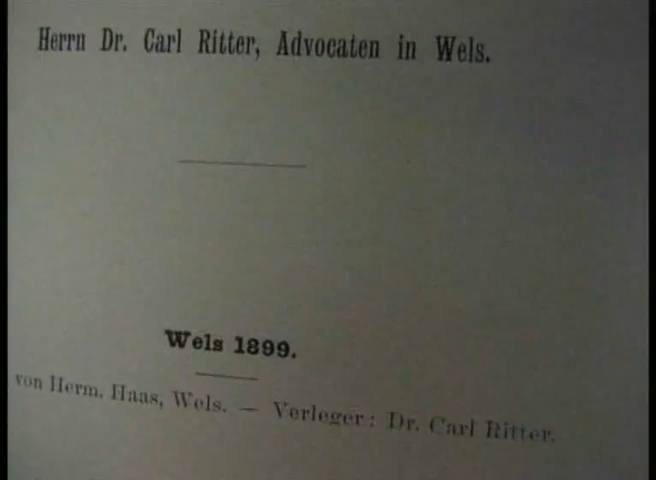 Herrn Dr. Carl Ritter, Advocaten in Wels.
Wels 1899.
von Herm. Haas, Wels. — Verleger: Dr. Carl Ritter.